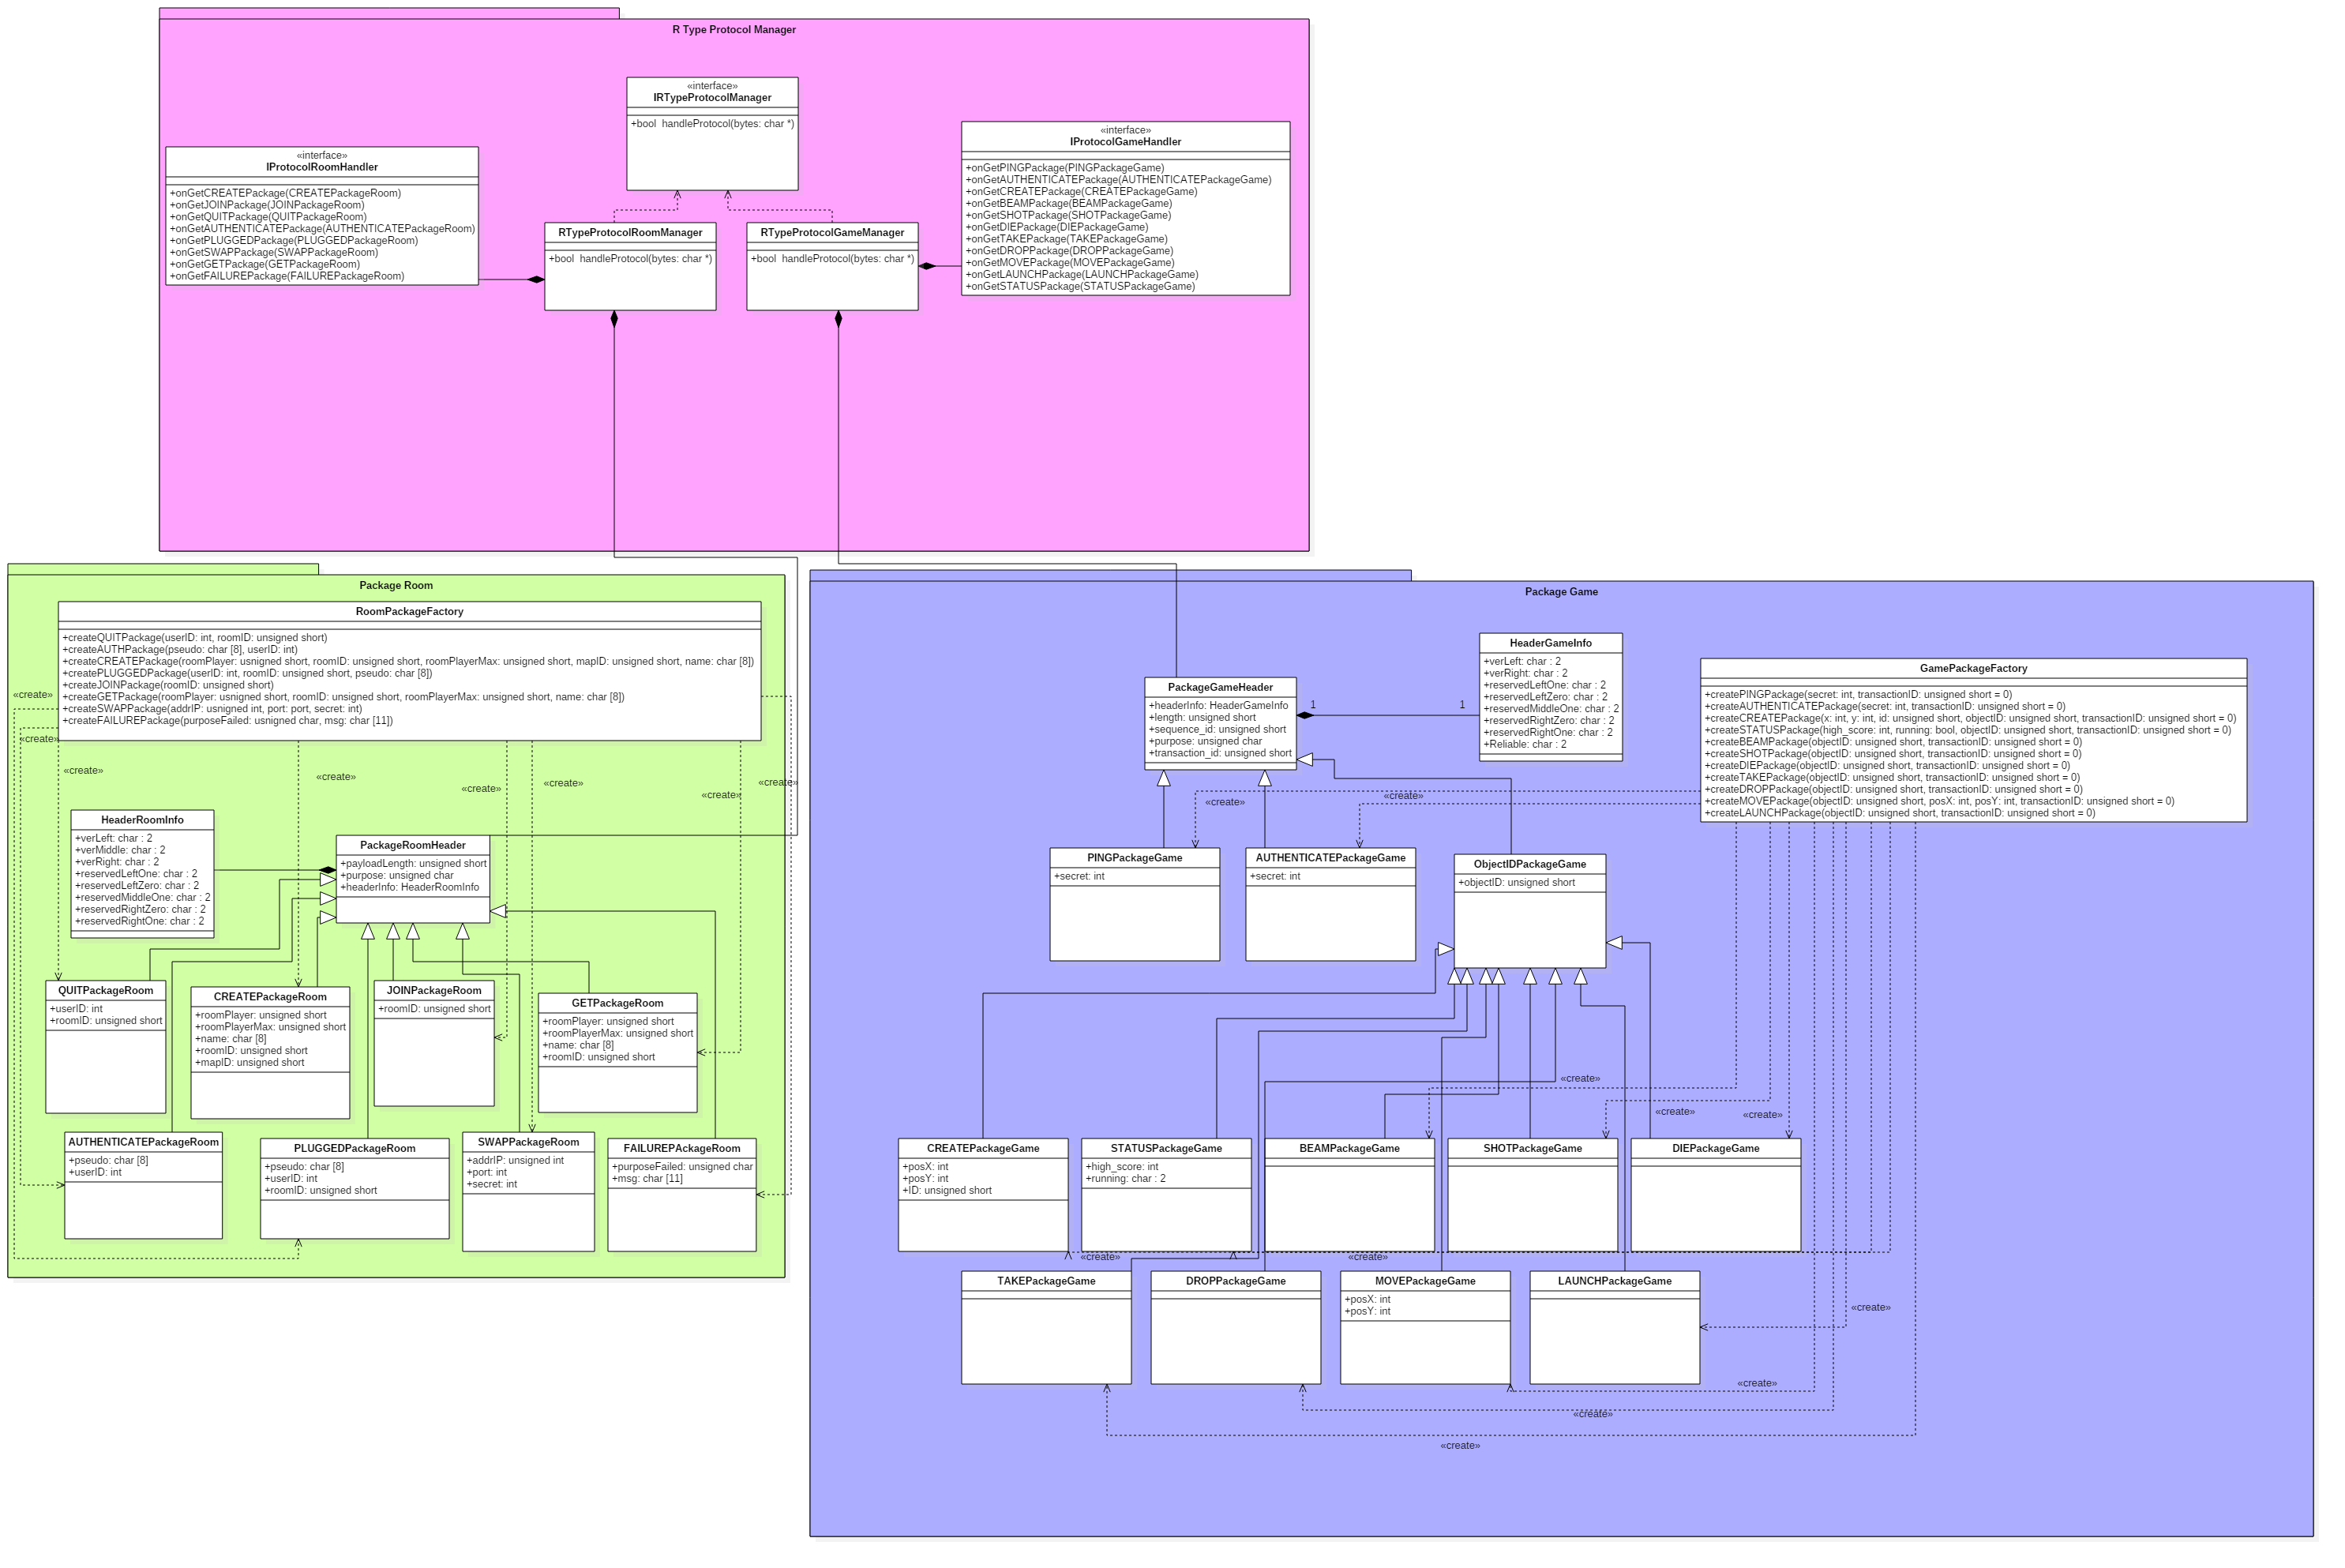 R Type Protocol Manager
«interface»
IRTypeProtocolManager
+bool  handleProtocol(bytes: char *)
«interface»
IProtocolRoomHandler
+onGetCREATEPackage(CREATEPackageRoom)
+onGetJOINPackage(JOINPackageRoom)
+onGetQUITPackage(QUITPackageRoom)
+onGetAUTHENTICATEPackage(AUTHENTICATEPackageRoom)
+onGetPLUGGEDPackage(PLUGGEDPackageRoom)
+onGetSWAPPackage(SWAPPackageRoom)
+onGetGETPackage(GETPackageRoom)
+onGetFAILUREPackage(FAILUREPackageRoom)
«interface»
IProtocolGameHandler
+onGetPINGPackage(PINGPackageGame)
+onGetAUTHENTICATEPackage(AUTHENTICATEPackageGame)
+onGetCREATEPackage(CREATEPackageGame)
+onGetBEAMPackage(BEAMPackageGame)
+onGetSHOTPackage(SHOTPackageGame)
+onGetDIEPackage(DIEPackageGame)
+onGetTAKEPackage(TAKEPackageGame)
+onGetDROPPackage(DROPPackageGame)
+onGetMOVEPackage(MOVEPackageGame)
+onGetLAUNCHPackage(LAUNCHPackageGame)
+onGetSTATUSPackage(STATUSPackageGame)
RTypeProtocolRoomManager
+bool  handleProtocol(bytes: char *)
RTypeProtocolGameManager
+bool  handleProtocol(bytes: char *)
Package Room
RoomPackageFactory
+createQUITPackage(userID: int, roomID: unsigned short)
+createAUTHPackage(pseudo: char [8], userID: int)
+createCREATEPackage(roomPlayer: usnigned short, roomID: unsigned short, roomPlayerMax: unsigned short, mapID: unsigned short, name: char [8])
+createPLUGGEDPackage(userID: int, roomID: unsigned short, pseudo: char [8])
+createJOINPackage(roomID: unsigned short)
+createGETPackage(roomPlayer: usnigned short, roomID: unsigned short, roomPlayerMax: unsigned short, name: char [8])
+createSWAPPackage(addrIP: unsigned int, port: port, secret: int)
+createFAILUREPackage(purposeFailed: usnigned char, msg: char [11])
«create»
«create»
«create»
«create»
«create»
«create»
«create»
«create»
HeaderRoomInfo
+verLeft: char : 2
+verMiddle: char : 2
+verRight: char : 2
+reservedLeftOne: char : 2
+reservedLeftZero: char : 2
+reservedMiddleOne: char : 2
+reservedRightZero: char : 2
+reservedRightOne: char : 2
PackageRoomHeader
+payloadLength: unsigned short
+purpose: unsigned char
+headerInfo: HeaderRoomInfo
QUITPackageRoom
+userID: int
+roomID: unsigned short
CREATEPackageRoom
+roomPlayer: unsigned short
+roomPlayerMax: unsigned short
+name: char [8]
+roomID: unsigned short
+mapID: unsigned short
JOINPackageRoom
+roomID: unsigned short
GETPackageRoom
+roomPlayer: unsigned short
+roomPlayerMax: unsigned short
+name: char [8]
+roomID: unsigned short
AUTHENTICATEPackageRoom
+pseudo: char [8]
+userID: int
PLUGGEDPackageRoom
+pseudo: char [8]
+userID: int
+roomID: unsigned short
SWAPPackageRoom
+addrIP: unsigned int
+port: int
+secret: int
FAILUREPAckageRoom
+purposeFailed: unsigned char
+msg: char [11]
Package Game
HeaderGameInfo
+verLeft: char : 2
+verRight: char : 2
+reservedLeftOne: char : 2
+reservedLeftZero: char : 2
+reservedMiddleOne: char : 2
+reservedRightZero: char : 2
+reservedRightOne: char : 2
+Reliable: char : 2
PackageGameHeader
+headerInfo: HeaderGameInfo
+length: unsigned short
+sequence_id: unsigned short
+purpose: unsigned char
+transaction_id: unsigned short
1
1
GamePackageFactory
+createPINGPackage(secret: int, transactionID: unsigned short = 0)
+createAUTHENTICATEPackage(secret: int, transactionID: unsigned short = 0)
+createCREATEPackage(x: int, y: int, id: unsigned short, objectID: unsigned short, transactionID: unsigned short = 0)
+createSTATUSPackage(high_score: int, running: bool, objectID: unsigned short, transactionID: unsigned short = 0)
+createBEAMPackage(objectID: unsigned short, transactionID: unsigned short = 0)
+createSHOTPackage(objectID: unsigned short, transactionID: unsigned short = 0)
+createDIEPackage(objectID: unsigned short, transactionID: unsigned short = 0)
+createTAKEPackage(objectID: unsigned short, transactionID: unsigned short = 0)
+createDROPPackage(objectID: unsigned short, transactionID: unsigned short = 0)
+createMOVEPackage(objectID: unsigned short, posX: int, posY: int, transactionID: unsigned short = 0)
+createLAUNCHPackage(objectID: unsigned short, transactionID: unsigned short = 0)
«create»
«create»
PINGPackageGame
+secret: int
AUTHENTICATEPackageGame
+secret: int
ObjectIDPackageGame
+objectID: unsigned short
«create»
«create»
«create»
CREATEPackageGame
+posX: int
+posY: int
+ID: unsigned short
STATUSPackageGame
+high_score: int
+running: char : 2
BEAMPackageGame
SHOTPackageGame
DIEPackageGame
«create»
«create»
TAKEPackageGame
DROPPackageGame
MOVEPackageGame
+posX: int
+posY: int
LAUNCHPackageGame
«create»
«create»
«create»
«create»